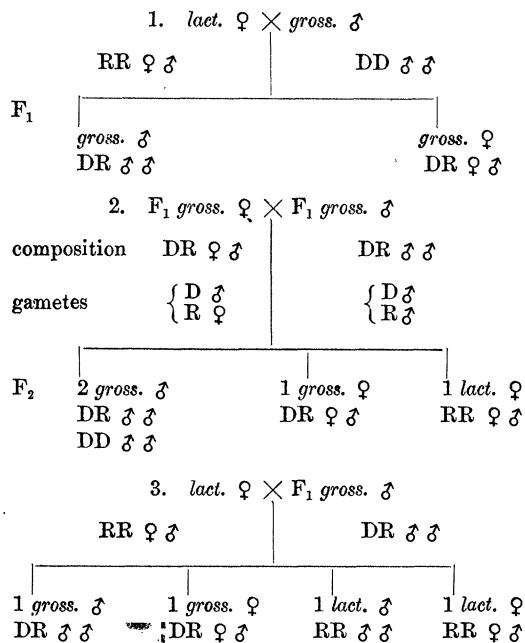 1. lact. ♀ × gross. ♂
RR ♀ ♂ DD ♂ ♂
F₁
gross. ♂ gross. ♀
DR ♂ ♂ DR ♀ ♂
2. F₁ gross. ♀ × F₁ gross. ♂
composition DR ♀ ♂ DR ♂ ♂
gametes { D ♂ { D ♂
R ♀ R ♂
F₂ 2 gross. ♂ 1 gross. ♀ 1 lact. ♀
DR ♂ ♂ DR ♀ ♂ RR ♀ ♂
DD ♂ ♂
3. lact. ♀ × F₁ gross. ♂
RR ♀ ♂ DR ♂ ♂
1 gross. ♂ 1 gross. ♀ 1 lact. ♂ 1 lact. ♀
DR ♂ ♂ DR ♀ ♂ RR ♂ ♂ RR ♀ ♂